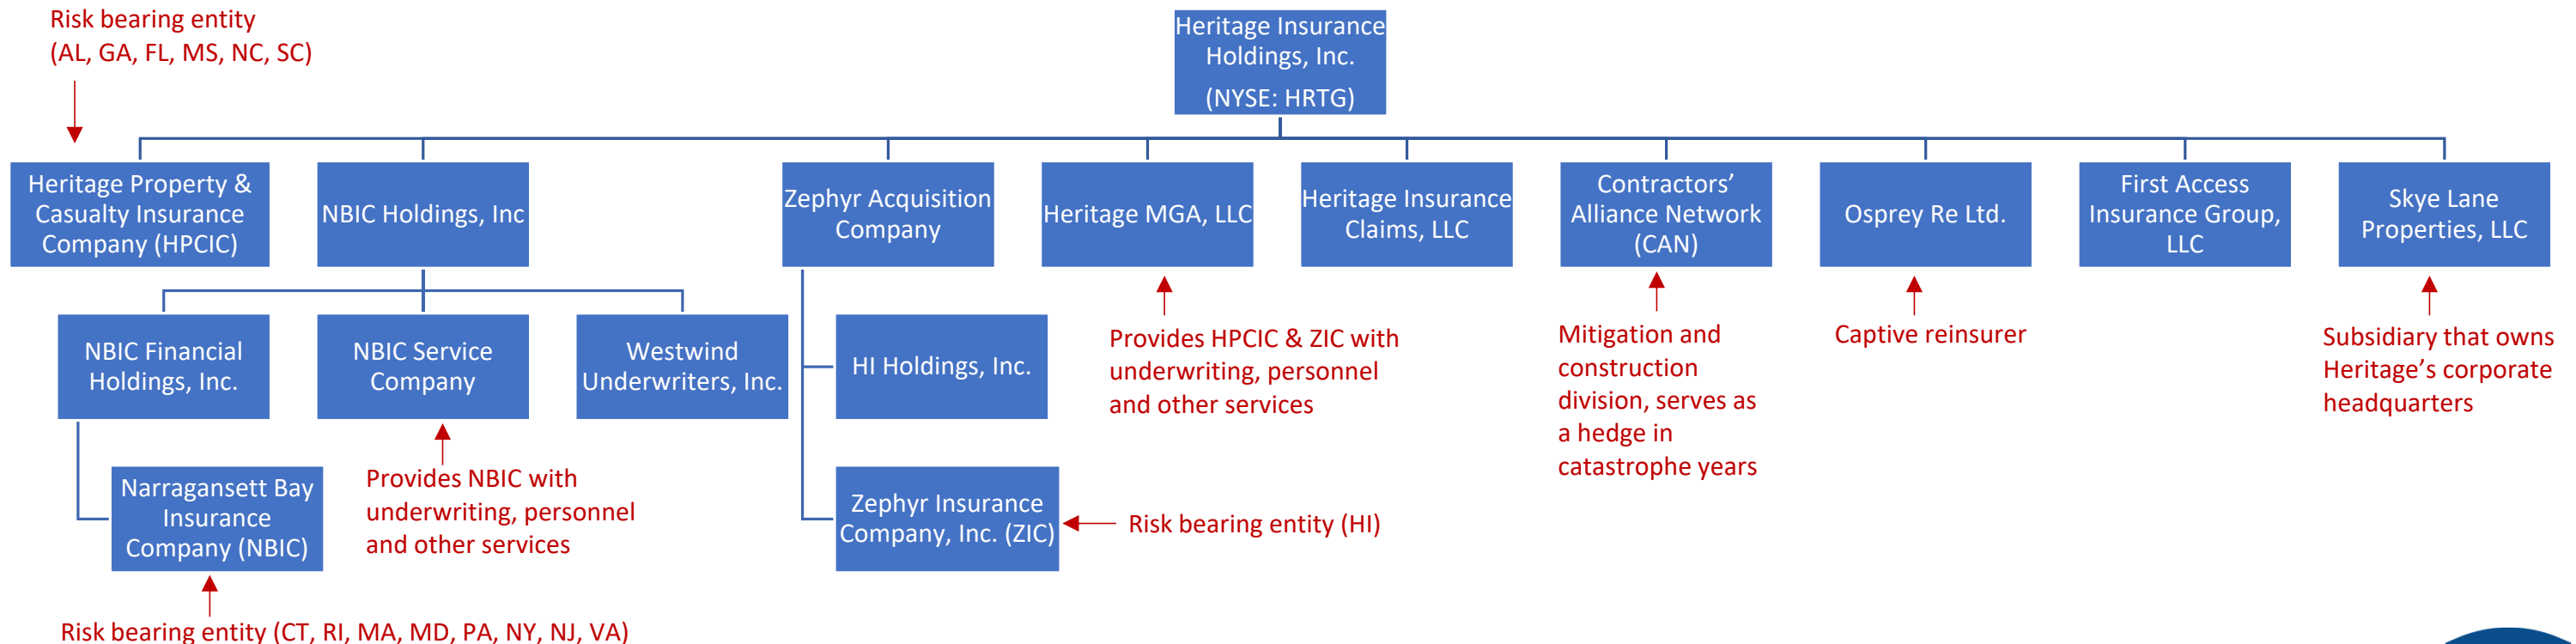 Risk bearing entity
(AL, GA, FL, MS, NC, SC)
Heritage Insurance
Holdings, Inc.
(NYSE: HRTG)
Heritage Property &
Casualty Insurance
Company (HPCIC)
NBIC Holdings, Inc
Zephyr Acquisition
Company
Heritage MGA, LLC
Heritage Insurance
Claims, LLC
Contractors’
Alliance Network
(CAN)
Osprey Re Ltd.
First Access
Insurance Group,
LLC
Skye Lane
Properties, LLC
NBIC Financial
Holdings, Inc.
NBIC Service
Company
Westwind
Underwriters, Inc.
HI Holdings, Inc.
Provides HPCIC & ZIC with
underwriting, personnel
and other services
Mitigation and
construction
division, serves as
a hedge in
catastrophe years
Captive reinsurer
Subsidiary that owns
Heritage’s corporate
headquarters
Narragansett Bay
Insurance
Company (NBIC)
Provides NBIC with
underwriting, personnel
and other services
Zephyr Insurance
Company, Inc. (ZIC)
Risk bearing entity (HI)
Risk bearing entity (CT, RI, MA, MD, PA, NY, NJ, VA)